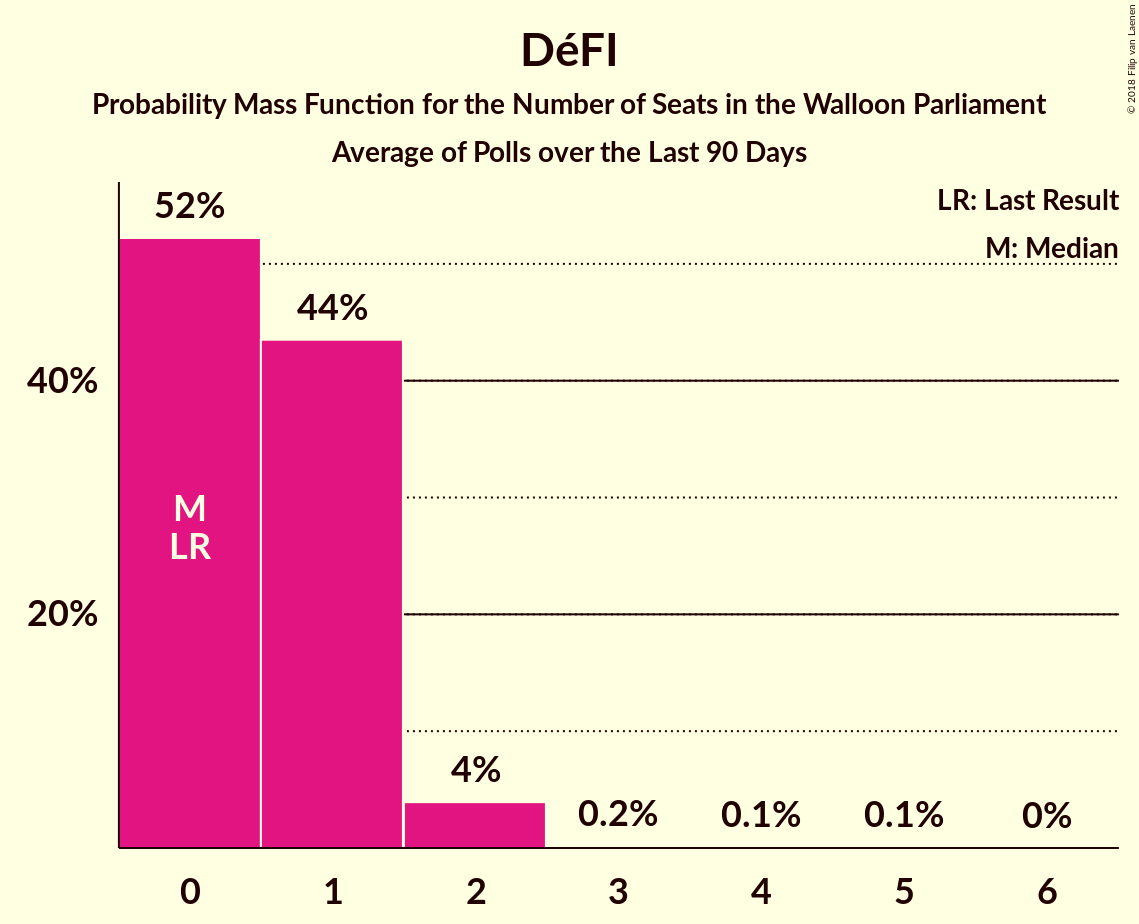 DéFI
Probability Mass Function for the Number of Seats in the Walloon Parliament
Average of Polls over the Last 90 Days
© 2018 Filip van Laenen
LR: Last Result
M: Median
52%
44%
40%
M
LR
20%
4%
0.2%
0.1%
0.1%
0%
0
1
2
3
4
5
6